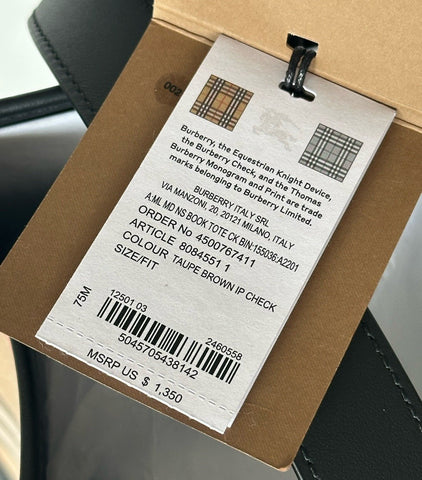 002
Burberry, the Equestrian Knight Device,
the Burberry Check, and the Thomas
Burberry Monogram and Print are trade
marks belonging to Burberry Limited.
BURBERRY ITALY SRL
VIA MANZONI, 20, 20121 MILANO, ITALY
A:ML MD NS BOOK TOTE CK BIN:155036:A2201
ORDER No 4500767411
ARTICLE 8084551 1
COLOUR TAUPE BROWN IP CHECK
SIZE/FIT
75M
12501 03
2460558
5045705438142
MSRP US $ 1,350